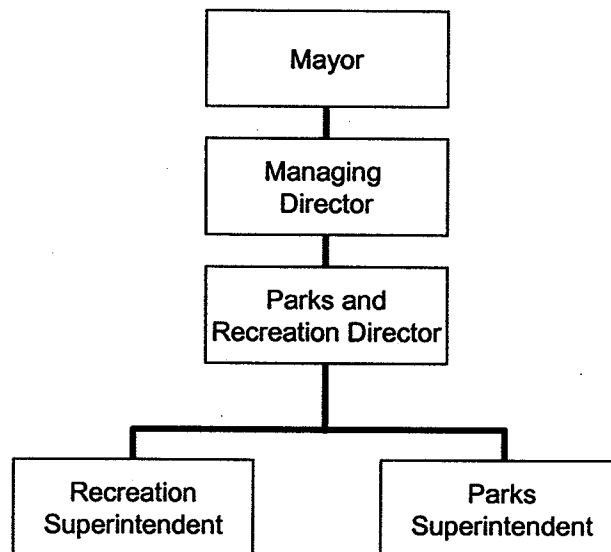 Mayor
Managing
Director
Parks and
Recreation Director
Recreation
Superintendent
Parks
Superintendent